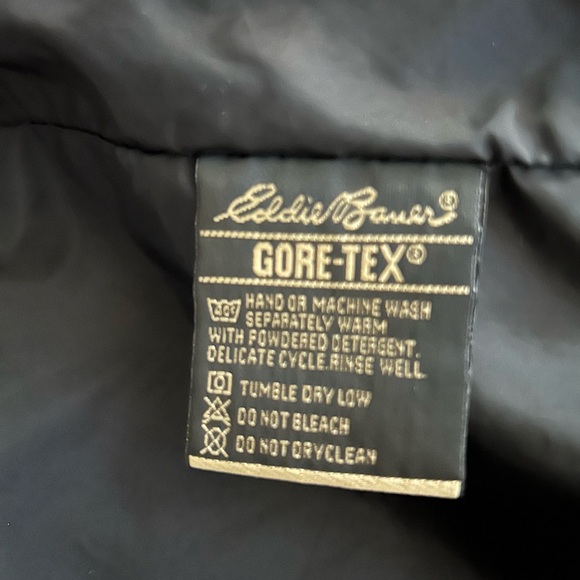 Eddie Bauer®
GORE-TEX®
40° HAND OR MACHINE WASH
SEPARATELY WARM
WITH POWDERED DETERGENT.
DELICATE CYCLE.RINSE WELL.
TUMBLE DRY LOW
DO NOT BLEACH
DO NOT DRYCLEAN